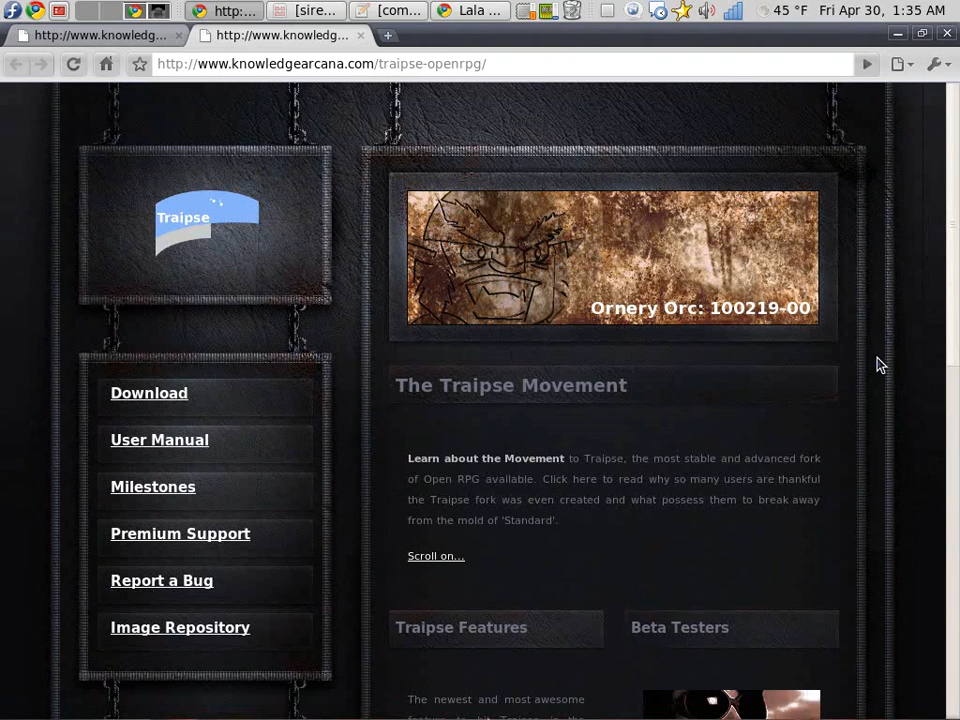 http:...
[sire...
[com...
Lala ...
45 °F
Fri Apr 30, 1:35 AM
http://www.knowledg...
http://www.knowledg...
http://www.knowledgearcana.com/traipse-openrpg/
Traipse
Ornery Orc: 100219-00
Download
User Manual
Milestones
Premium Support
Report a Bug
Image Repository
The Traipse Movement
Learn about the Movement to Traipse, the most stable and advanced fork
of Open RPG available. Click here to read why so many users are thankful
the Traipse fork was even created and what possess them to break away
from the mold of 'Standard'.
Scroll on...
Traipse Features
Beta Testers
The newest and most awesome